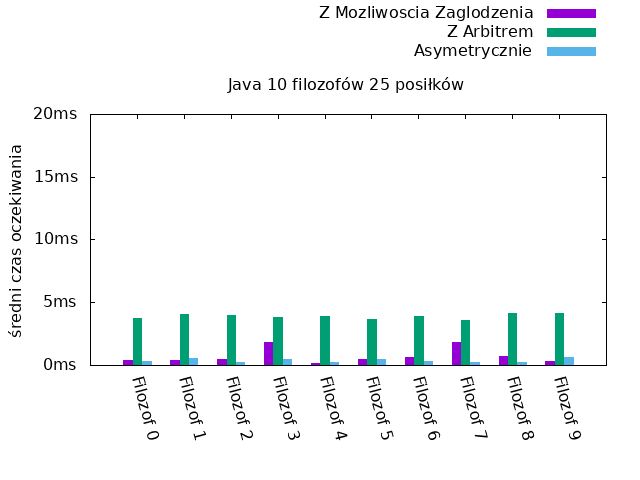 Z Mozliwoscia Zaglodzenia
Z Arbitrem
Asymetrycznie
Java 10 filozofów 25 posiłków
20ms
15ms
10ms
5ms
0ms
średni czas oczekiwania
Filozof 0
Filozof 1
Filozof 2
Filozof 3
Filozof 4
Filozof 5
Filozof 6
Filozof 7
Filozof 8
Filozof 9